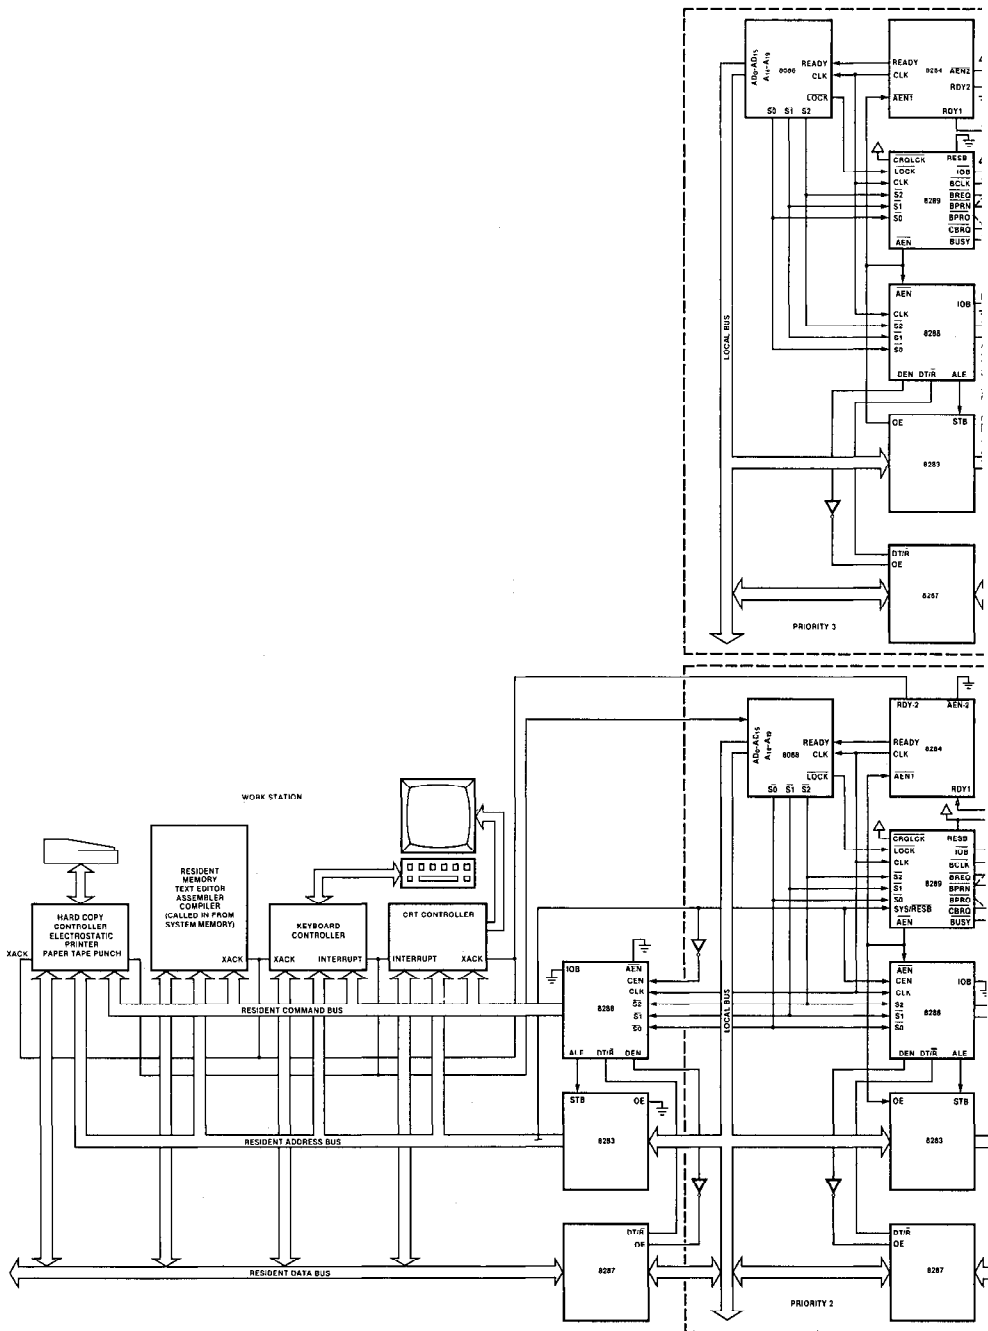 AD0-AD15
A16-A19
8086
READY
CLK
LOCK
S0 S1 S2
READY
CLK
8284
AEN2
RDY2
AEN1
RDY1
CRQLCK
RESB
LOCK
IOB
CLK
BCLK
S2
BREQ
S1
8289
BPRN
S0
BPRO
CBRQ
AEN
BUSY
AEN
IOB
CLK
S2
8288
S1
S0
DEN DT/R ALE
LOCAL BUS
OE
STB
8283
DT/R
OE
8287
PRIORITY 3
RDY-2 AEN-2
AD0-AD15
A16-A19
8088
READY
CLK
LOCK
S0 S1 S2
READY
CLK
8284
AEN1
RDY1
CRQLCK
RESB
LOCK
IOB
CLK
BCLK
S2
BREQ
S1
8289
BPRN
S0
BPRO
SYS/RESB
CBRQ
AEN
BUSY
WORK STATION
HARD COPY
CONTROLLER
ELECTROSTATIC
PRINTER
PAPER TAPE PUNCH
XACK
RESIDENT
MEMORY
TEXT EDITOR
ASSEMBLER
COMPILER
(CALLED IN FROM
SYSTEM MEMORY)
XACK
KEYBOARD
CONTROLLER
XACK INTERRUPT
CRT CONTROLLER
INTERRUPT XACK
IOB
AEN
CEN
CLK
8288
S2
S1
S0
ALE DT/R DEN
LOCAL BUS
AEN
CEN
IOB
CLK
S2
8288
S1
S0
DEN DT/R ALE
RESIDENT COMMAND BUS
STB
OE
8283
OE
STB
8283
RESIDENT ADDRESS BUS
DT/R
OE
8287
DT/R
OE
8287
RESIDENT DATA BUS
PRIORITY 2